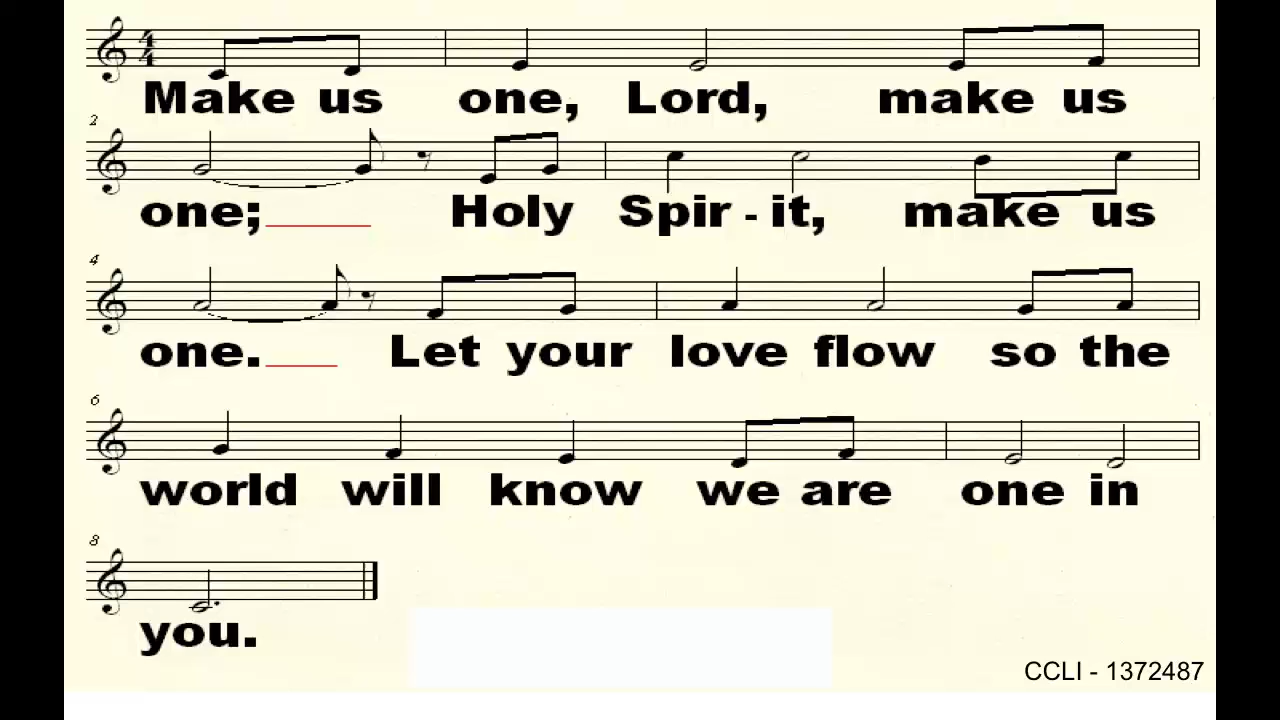 4
4
Make us one, Lord, make us
2
one; Holy Spir - it, make us
4
one. Let your love flow so the
6
world will know we are one in
8
you.
CCLI - 1372487